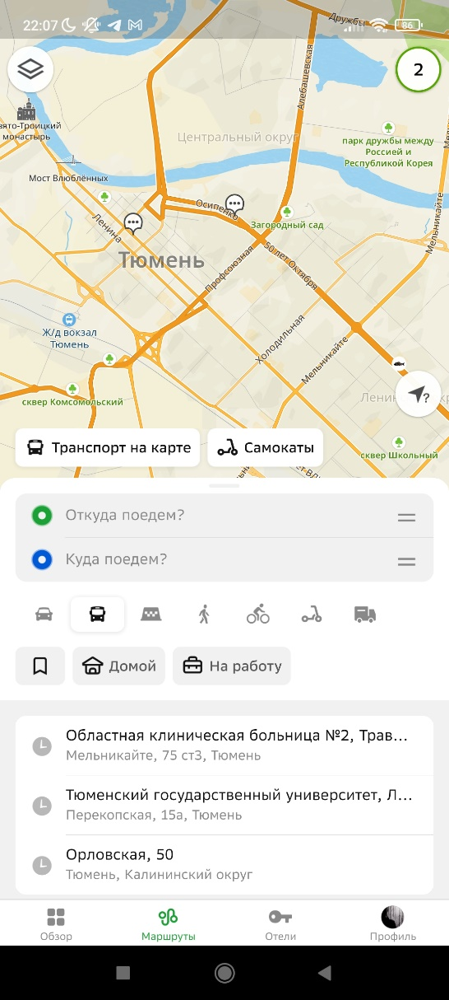 22:07
86
Дружбы
Алебашевская
2
Центральный округ
монастырь
парк дружбы между
Россией и
Республикой Корея
Мост Влюблённых
Мельникайте
Осипенко
Ленина
Загородный сад
Тюмень
50 лет Октября
Профсоюзная
Ж/д вокзал
Тюмень
Холодильная
Мельникайте
сквер Комсомольский
?
сквер Школьный
Транспорт на карте
Самокаты
Откуда поедем?
Куда поедем?
Домой
На работу
Областная клиническая больница №2, Трав...
Мельникайте, 75 ст3, Тюмень
Тюменский государственный университет, Л...
Перекопская, 15а, Тюмень
Орловская, 50
Тюмень, Калининский округ
Обзор
Маршруты
Отели
Профиль